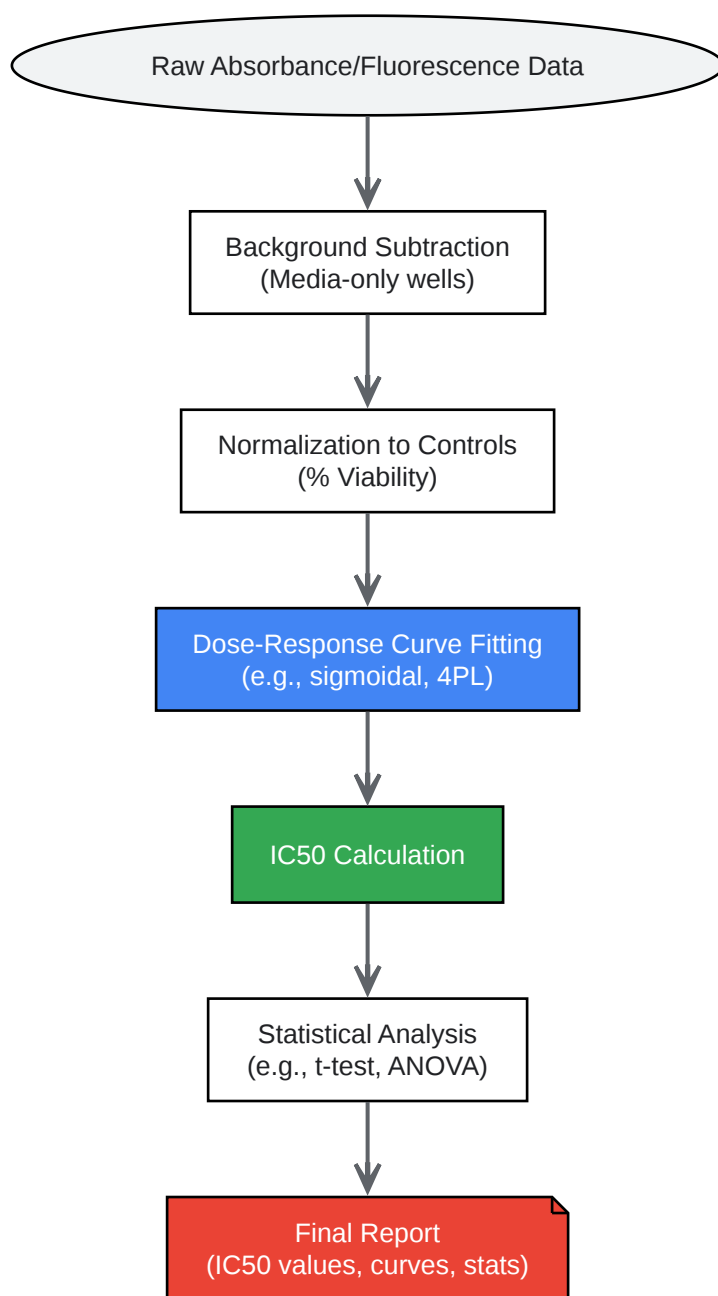 Raw Absorbance/Fluorescence Data
Background Subtraction
(Media-only wells)
Normalization to Controls
(% Viability)
Dose-Response Curve Fitting
(e.g., sigmoidal, 4PL)
IC50 Calculation
Statistical Analysis
(e.g., t-test, ANOVA)
Final Report
(IC50 values, curves, stats)